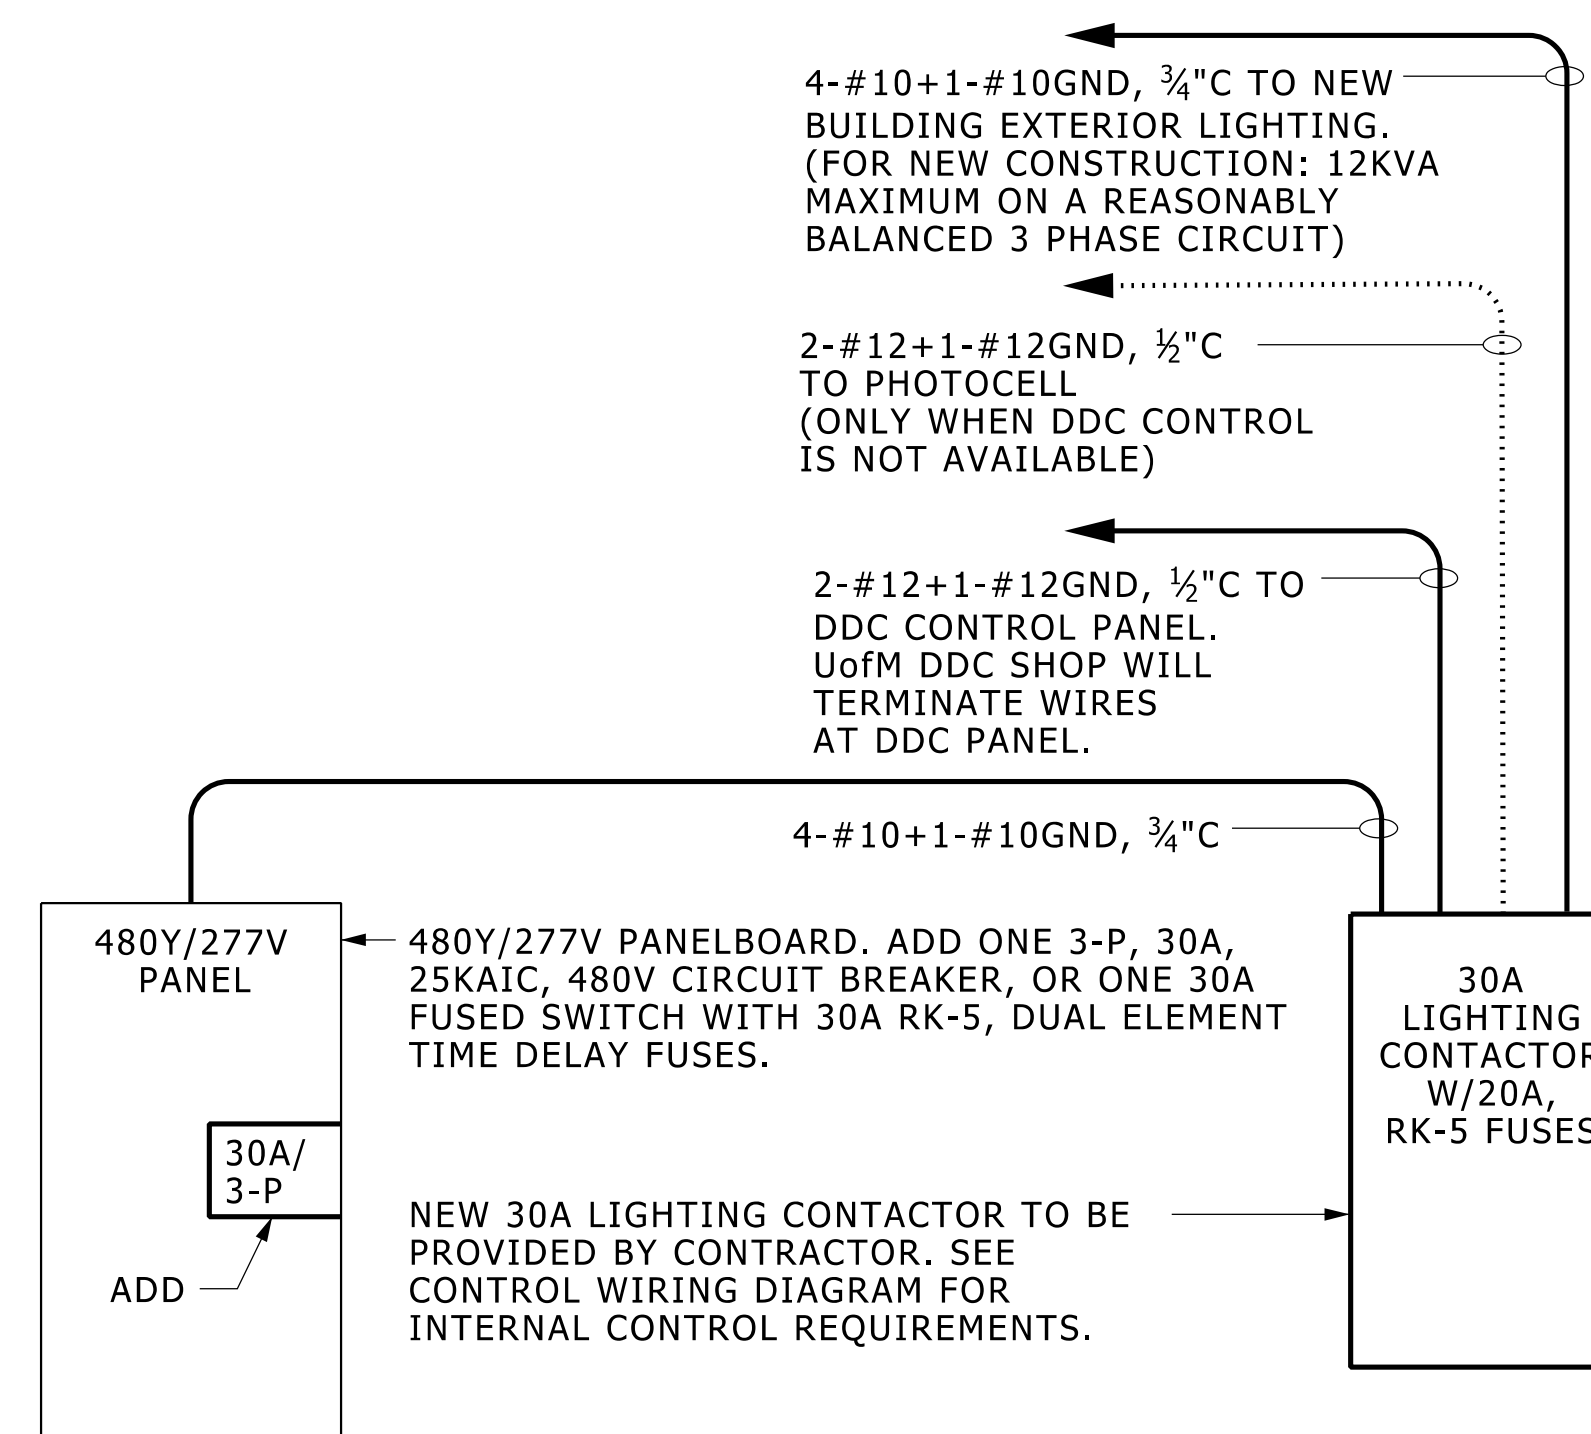 4-#10+1-#10GND, ¾"C TO NEW
BUILDING EXTERIOR LIGHTING.
(FOR NEW CONSTRUCTION: 12KVA
MAXIMUM ON A REASONABLY
BALANCED 3 PHASE CIRCUIT)
2-#12+1-#12GND, ½"C
TO PHOTOCELL
(ONLY WHEN DDC CONTROL
IS NOT AVAILABLE)
2-#12+1-#12GND, ½"C TO
DDC CONTROL PANEL.
UofM DDC SHOP WILL
TERMINATE WIRES
AT DDC PANEL.
4-#10+1-#10GND, ¾"C
480Y/277V
PANEL
480Y/277V PANELBOARD. ADD ONE 3-P, 30A,
25KAIC, 480V CIRCUIT BREAKER, OR ONE 30A
FUSED SWITCH WITH 30A RK-5, DUAL ELEMENT
TIME DELAY FUSES.
30A
LIGHTING
CONTACTOR
W/20A,
RK-5 FUSES
30A/
3-P
ADD
NEW 30A LIGHTING CONTACTOR TO BE
PROVIDED BY CONTRACTOR. SEE
CONTROL WIRING DIAGRAM FOR
INTERNAL CONTROL REQUIREMENTS.